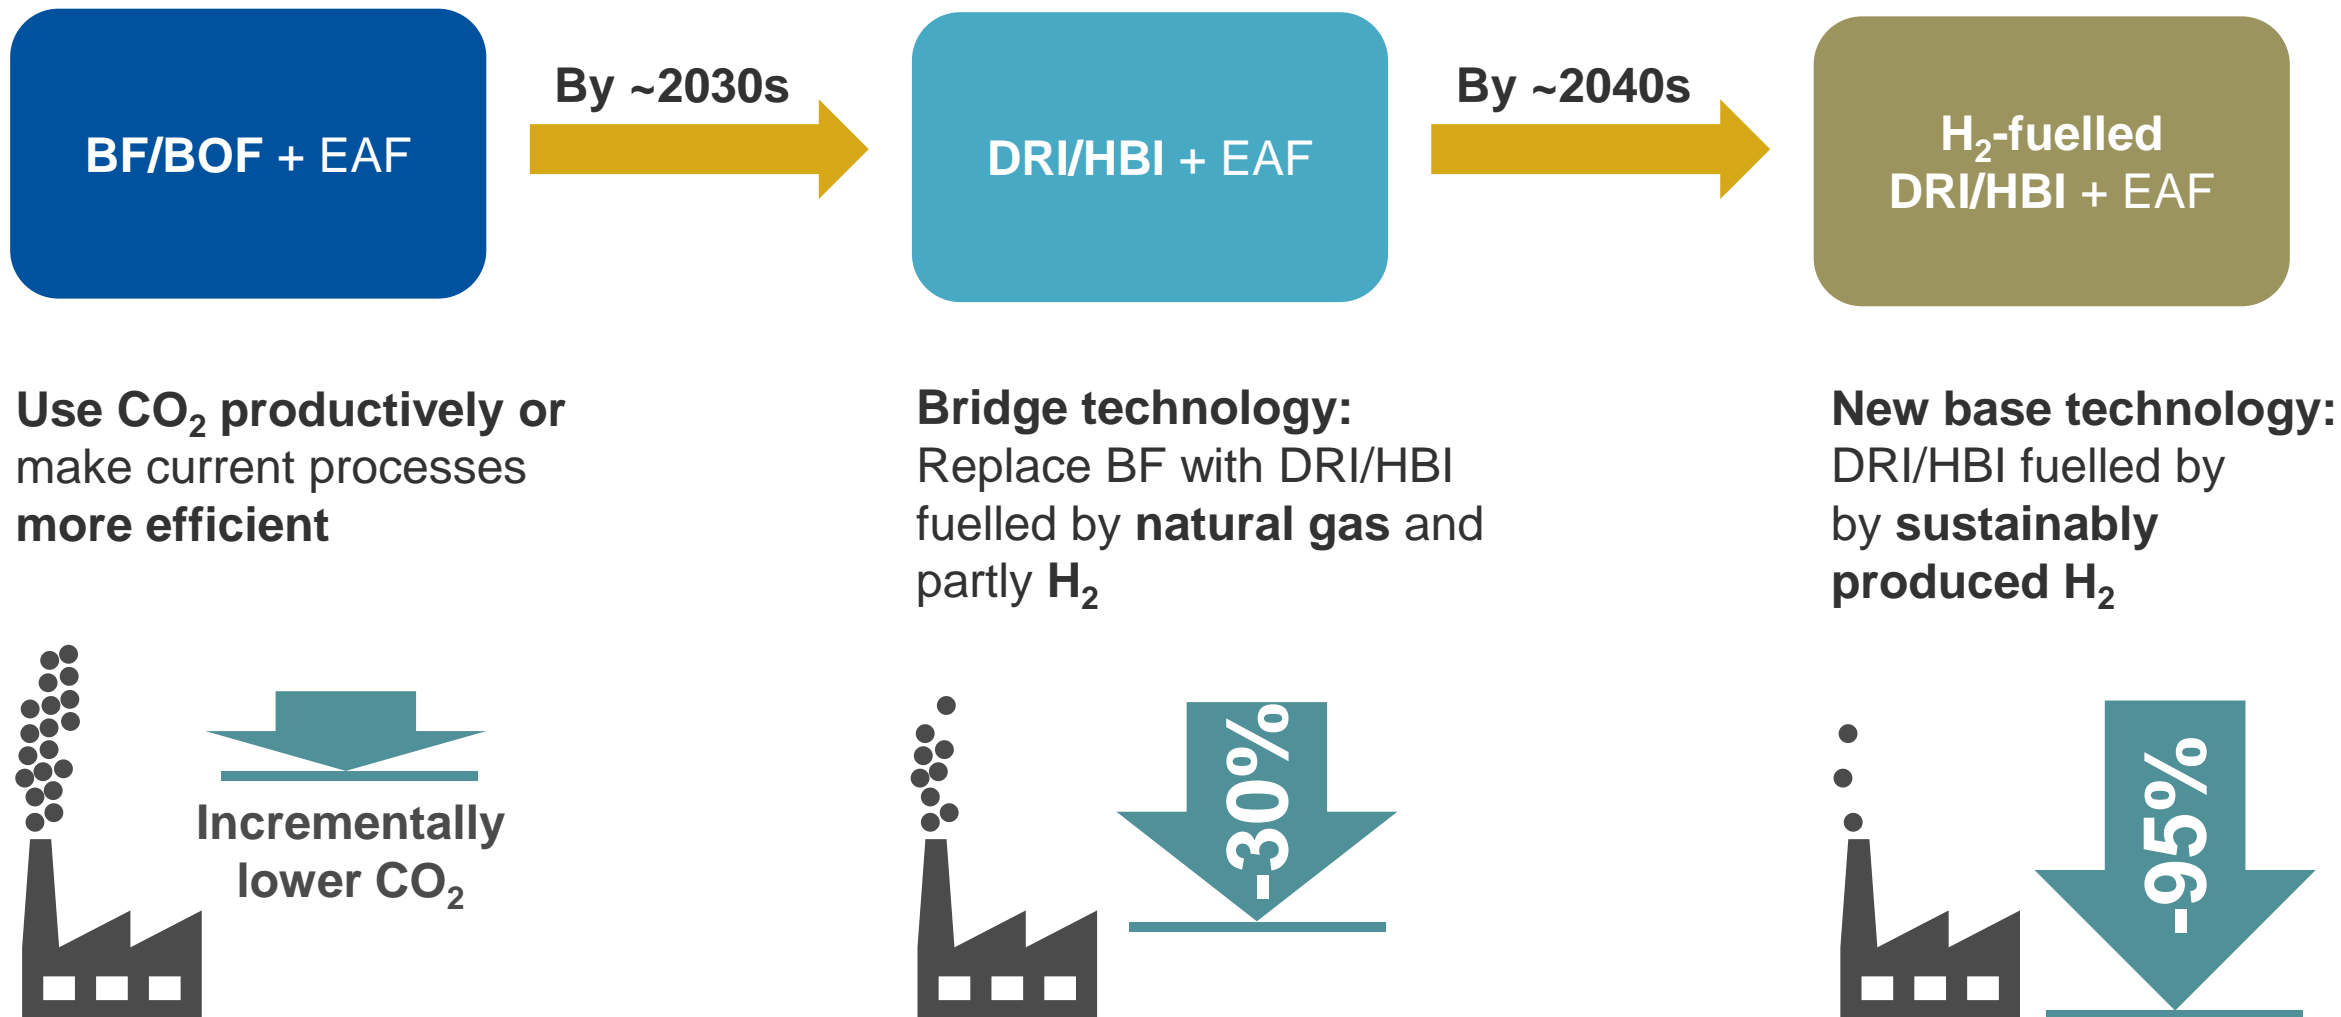 BF/BOF + EAF
By ~2030s
DRI/HBI + EAF
By ~2040s
H₂-fuelled
DRI/HBI + EAF
Use CO₂ productively or
make current processes
more efficient
Bridge technology:
Replace BF with DRI/HBI
fuelled by natural gas and
partly H₂
New base technology:
DRI/HBI fuelled by
by sustainably
produced H₂
Incrementally
lower CO₂
-30%
-95%